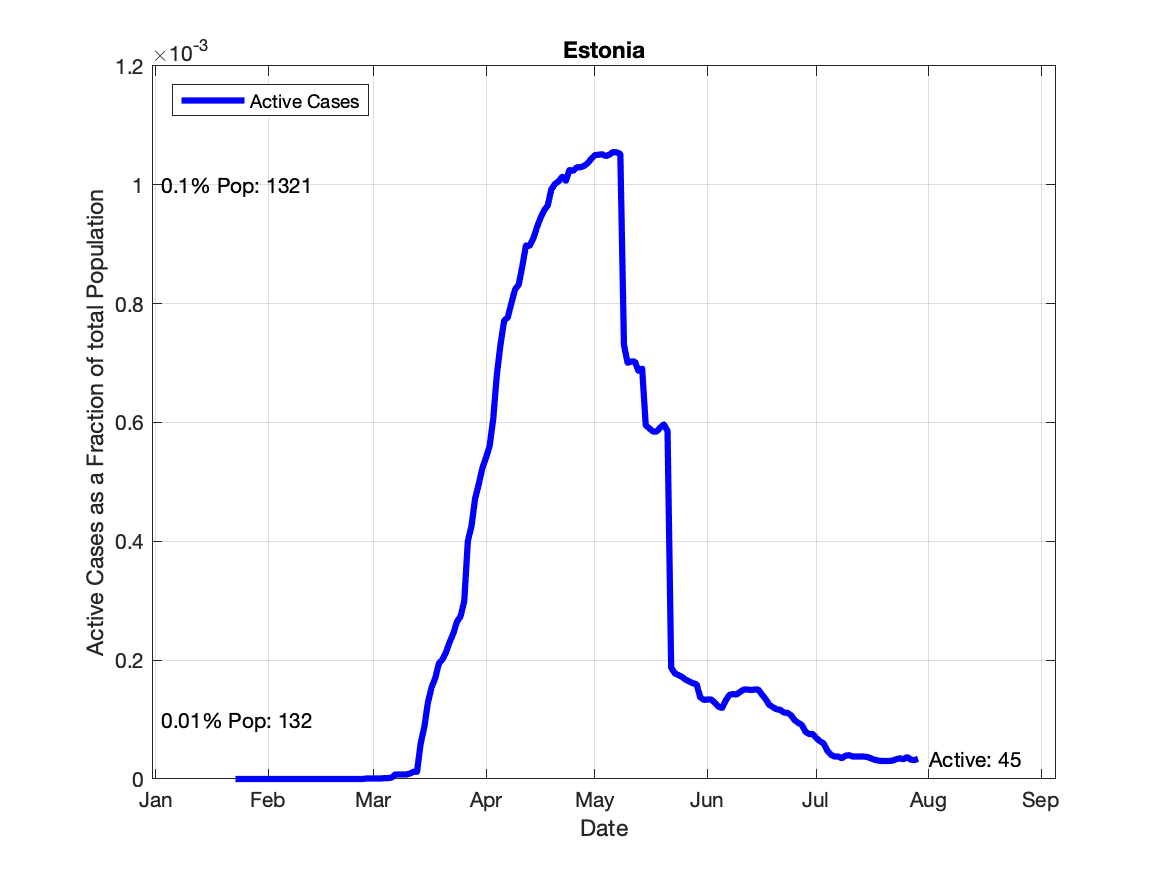 Estonia
×10-3
1.2
1
0.8
0.6
0.4
0.2
0
Active Cases as a Fraction of total Population
Active Cases
0.1% Pop: 1321
0.01% Pop: 132
Active: 45
Jan Feb Mar Apr May Jun Jul Aug Sep
Date